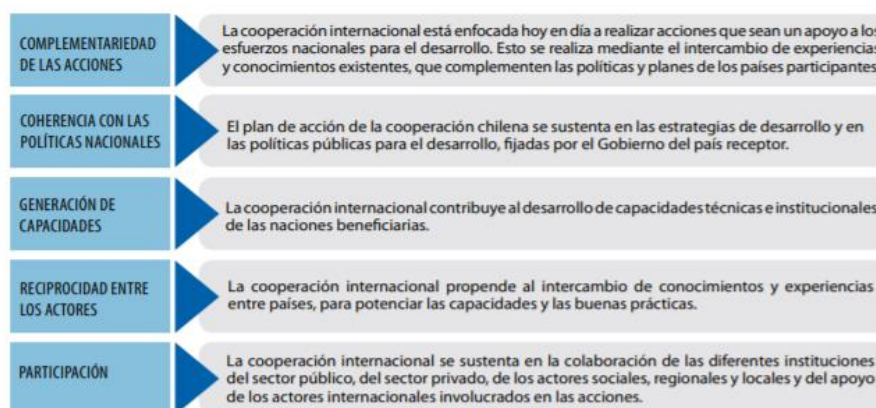 COMPLEMENTARIEDAD
DE LAS ACCIONES
La cooperación internacional está enfocada hoy en día a realizar acciones que sean un apoyo a los
esfuerzos nacionales para el desarrollo. Esto se realiza mediante el intercambio de experiencias
y conocimientos existentes, que complementen las políticas y planes de los países participantes
COHERENCIA CON LAS
POLÍTICAS NACIONALES
El plan de acción de la cooperación chilena se sustenta en las estrategias de desarrollo y en
las políticas públicas para el desarrollo, fijadas por el Gobierno del país receptor.
GENERACIÓN DE
CAPACIDADES
La cooperación internacional contribuye al desarrollo de capacidades técnicas e institucionales
de las naciones beneficiarias.
RECIPROCIDAD ENTRE
LOS ACTORES
La cooperación internacional propende al intercambio de conocimientos y experiencias
entre países, para potenciar las capacidades y las buenas prácticas.
PARTICIPACIÓN
La cooperación internacional se sustenta en la colaboración de las diferentes instituciones
del sector público, del sector privado, de los actores sociales, regionales y locales y del apoyo
de los actores internacionales involucrados en las acciones.